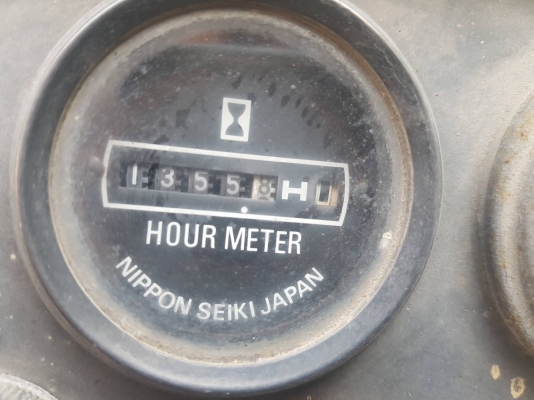 13558H
HOUR METER
NIPPON SEIKI JAPAN